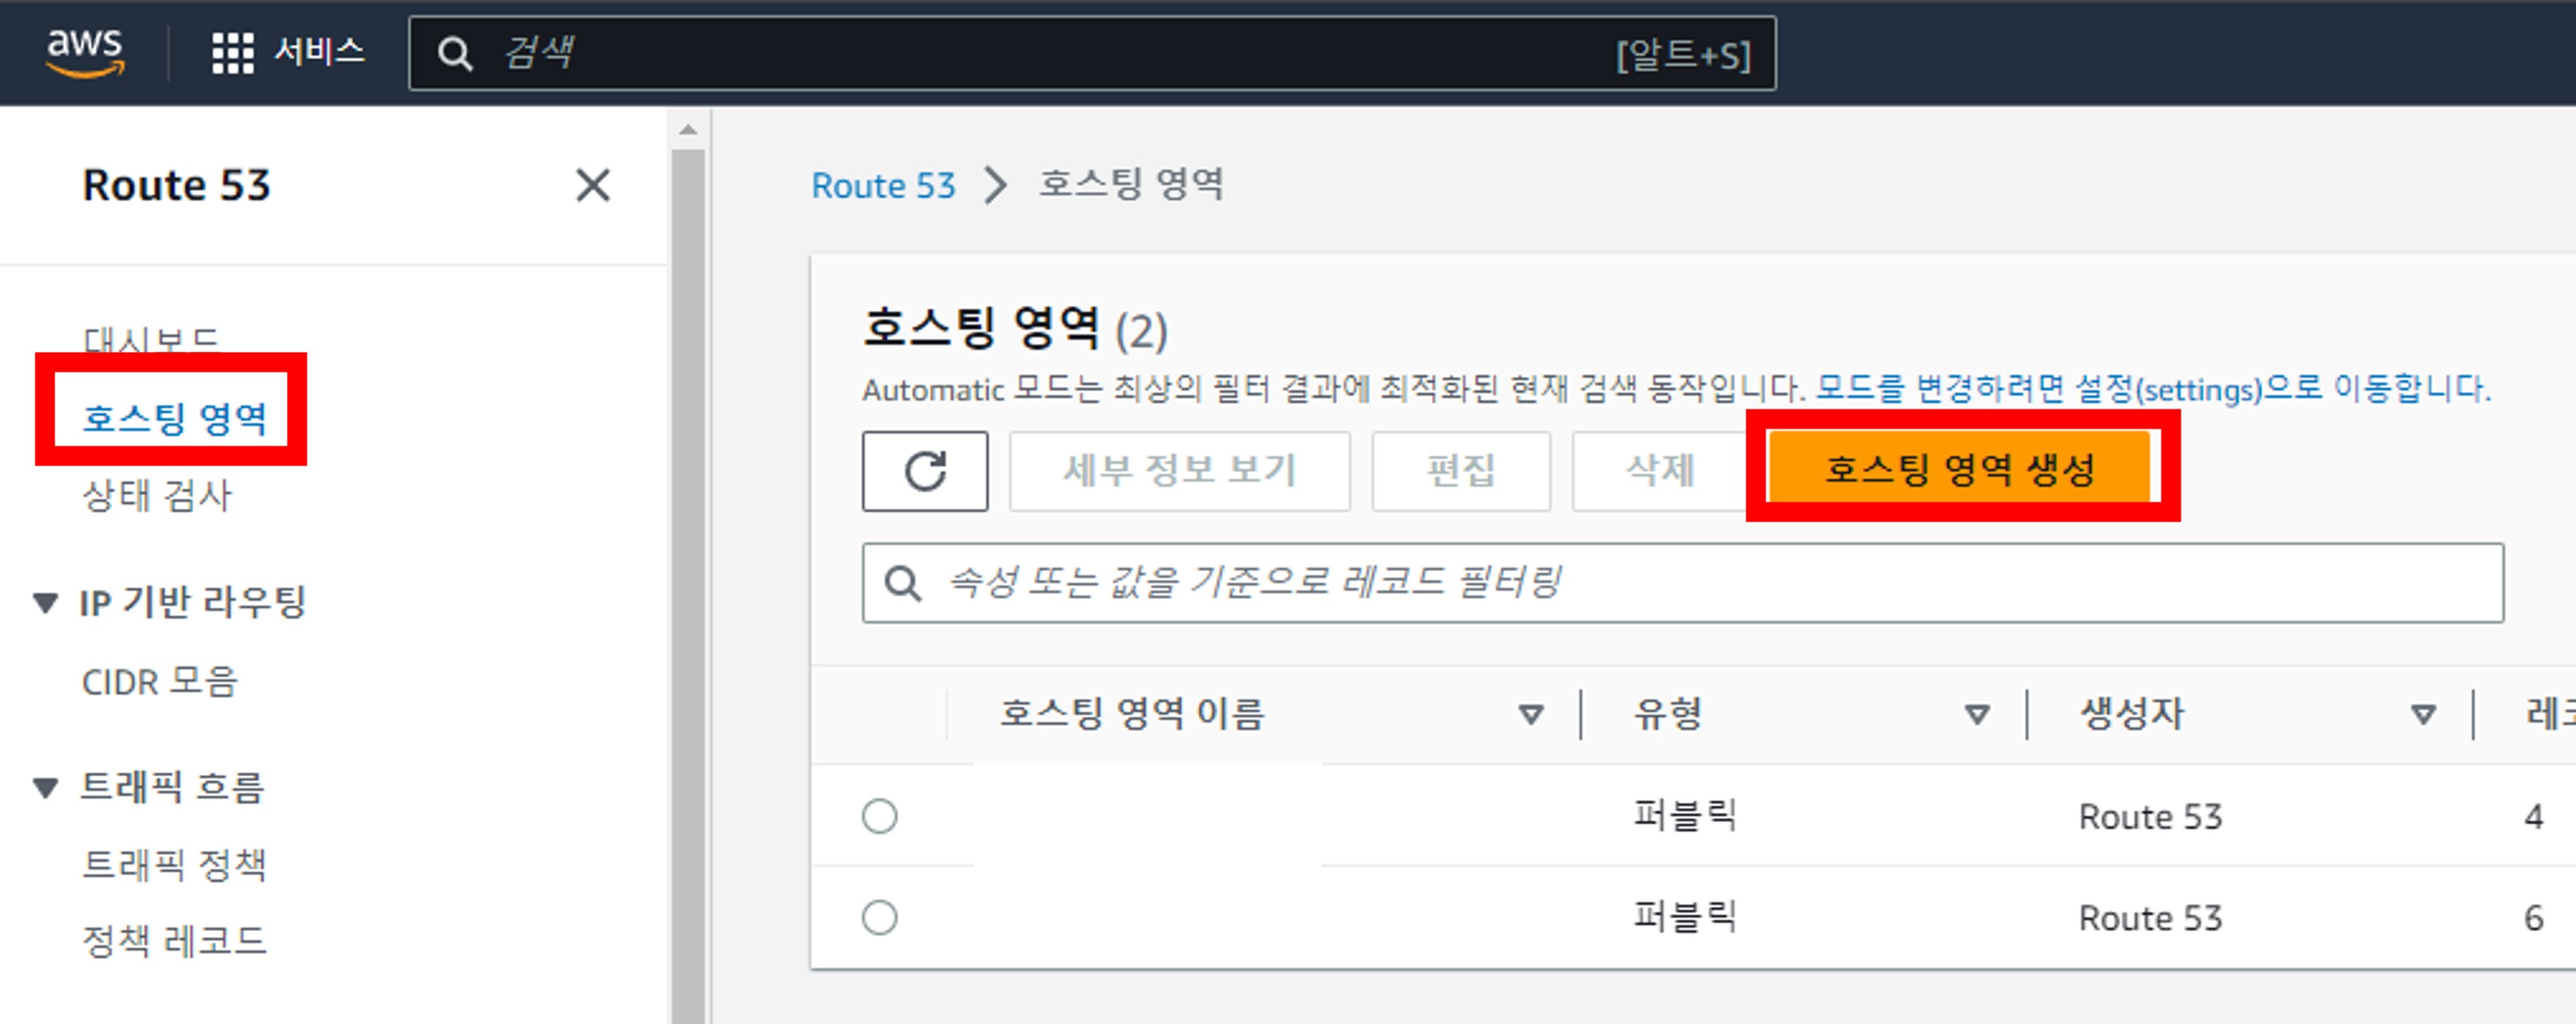 aws 서비스 검색 [알트+S]
Route 53
대시보드
호스팅 영역
상태 검사
IP 기반 라우팅
CIDR 모음
트래픽 흐름
트래픽 정책
정책 레코드
Route 53 호스팅 영역
호스팅 영역 (2)
Automatic 모드는 최상의 필터 결과에 최적화된 현재 검색 동작입니다. 모드를 변경하려면 설정(settings)으로 이동합니다.
세부 정보 보기 편집 삭제 호스팅 영역 생성
속성 또는 값을 기준으로 레코드 필터링
호스팅 영역 이름 유형 생성자
퍼블릭 Route 53 4
퍼블릭 Route 53 6